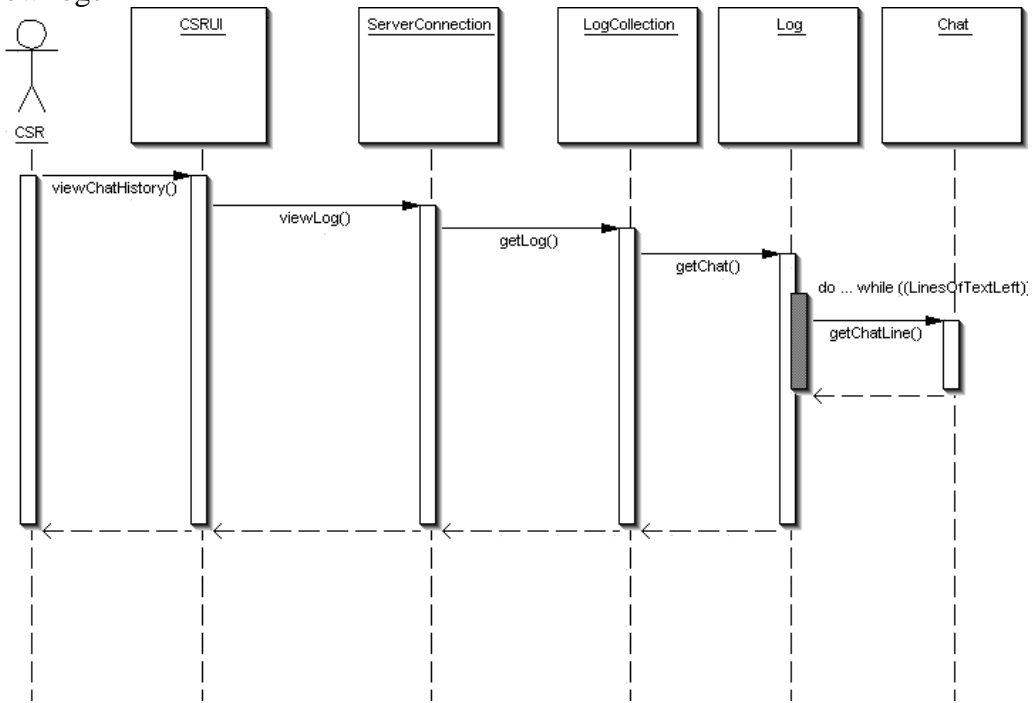 CSRUI
ServerConnection
LogCollection
Log
Chat
CSR
viewChatHistory()
viewLog()
getLog()
getChat()
do ... while ((LinesOfTextLeft))
getChatLine()